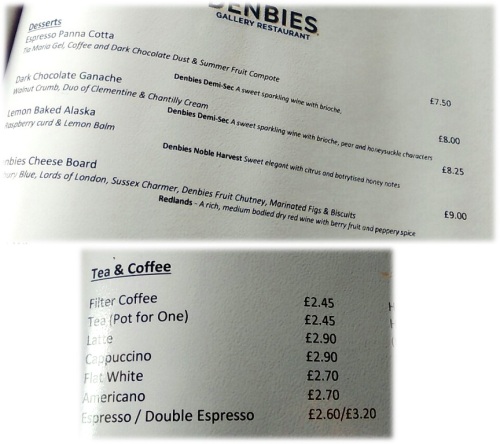 DENBIES
GALLERY RESTAURANT
Desserts
Espresso Panna Cotta
Tia Maria Gel, Coffee and Dark Chocolate Dust & Summer Fruit Compote
Denbies Demi-Sec A sweet sparkling wine with brioche,
£7.50
Dark Chocolate Ganache
Walnut Crumb, Duo of Clementine & Chantilly Cream
Denbies Demi-Sec A sweet sparkling wine with brioche, pear and honeysuckle characters
£8.00
Lemon Baked Alaska
Raspberry curd & Lemon Balm
Denbies Noble Harvest Sweet elegant with citrus and botrytised honey notes
£8.25
nbies Cheese Board
Blue, Lords of London, Sussex Charmer, Denbies Fruit Chutney, Marinated Figs & Biscuits
£9.00
Redlands - A rich, medium bodied dry red wine with berry fruit and peppery spice
Tea & Coffee
Filter Coffee £2.45
Tea (Pot for One) £2.45
Latte £2.90
Cappuccino £2.90
Flat White £2.70
Americano £2.70
Espresso / Double Espresso £2.60/£3.20